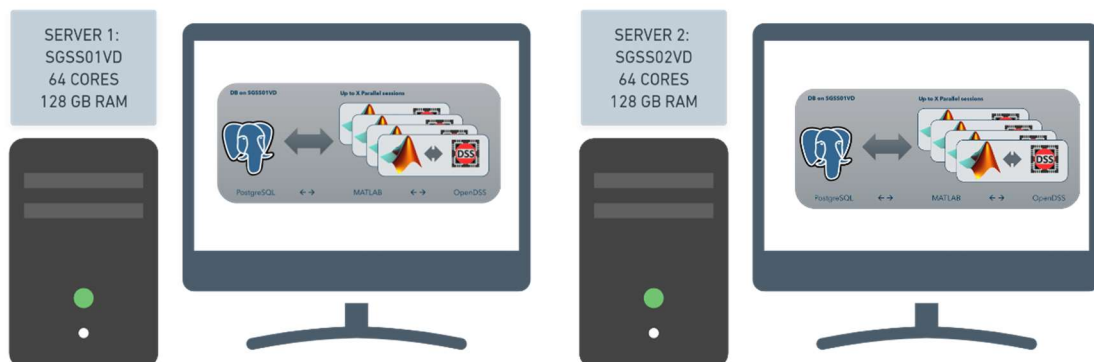 SERVER 1:
SGSS01VD
64 CORES
128 GB RAM
DB on SGSS01VD
Up to X Parallel sessions
DSS
PostgreSQL
MATLAB
OpenDSS
SERVER 2:
SGSS02VD
64 CORES
128 GB RAM
DB on SGSS01VD
Up to X Parallel sessions
DSS
PostgreSQL
MATLAB
OpenDSS